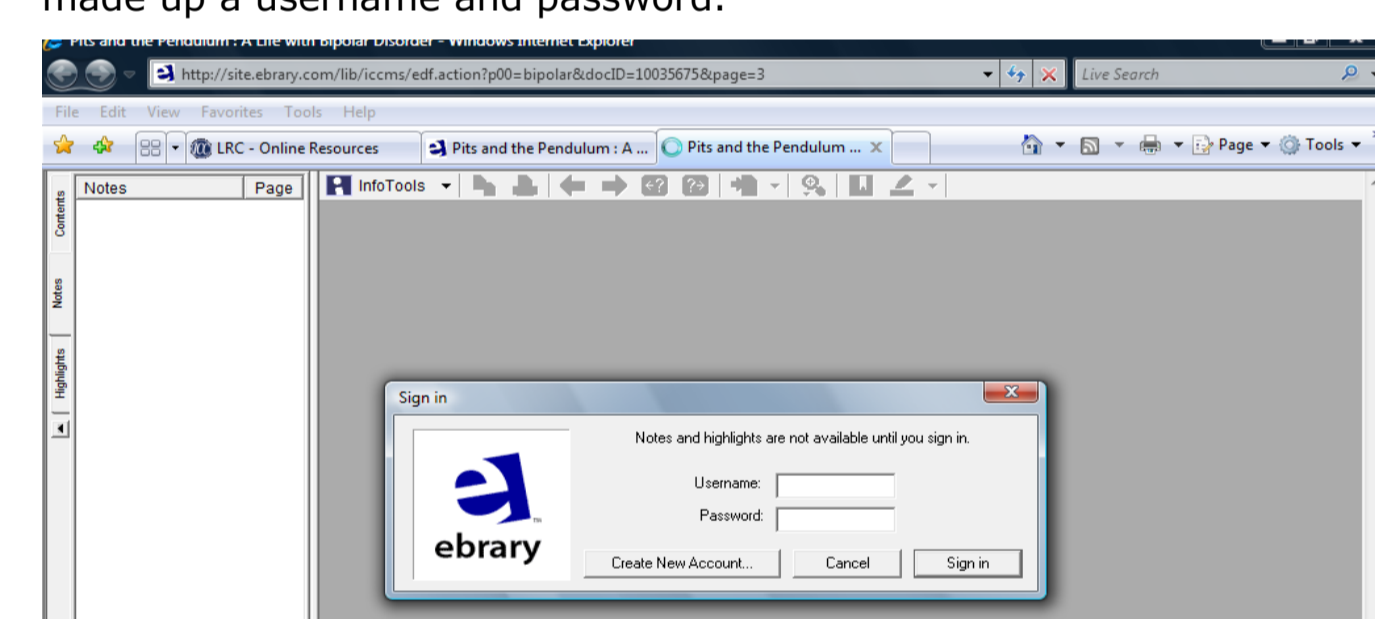 made up a username and password.
Pits and the Pendulum : A Life with Bipolar Disorder - Windows Internet Explorer
http://site.ebrary.com/lib/iccms/edf.action?p00=bipolar&docID=10035675&page=3
Live Search
File Edit View Favorites Tools Help
LRC - Online Resources
Pits and the Pendulum : A ...
Pits and the Pendulum ...
Page
Tools
Contents
Notes
Highlights
Notes Page
InfoTools
Sign in
Notes and highlights are not available until you sign in.
Username:
Password:
ebrary
TM
Create New Account... Cancel Sign in